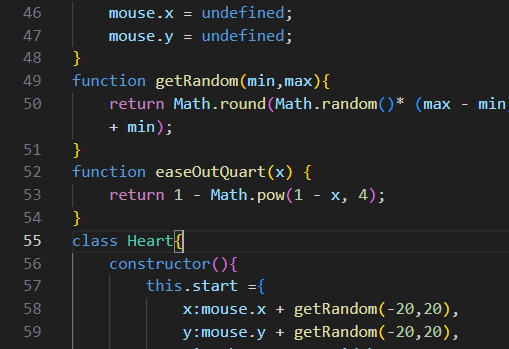 46 mouse.x = undefined;
47 mouse.y = undefined;
48 }
49 function getRandom(min,max){
50 return Math.round(Math.random()* (max - min
+ min);
51 }
52 function easeOutQuart(x) {
53 return 1 - Math.pow(1 - x, 4);
54 }
55 class Heart{
56 constructor(){
57 this.start ={
58 x:mouse.x + getRandom(-20,20),
59 y:mouse.y + getRandom(-20,20),